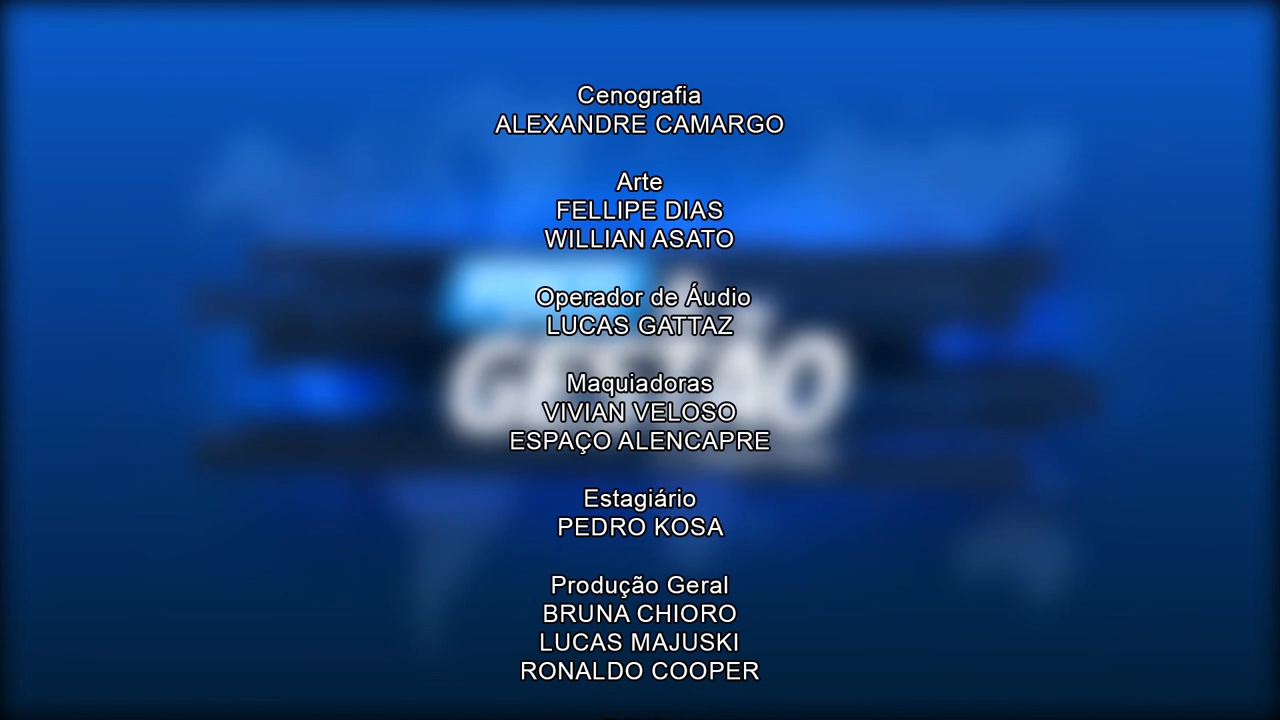 Cenografia
ALEXANDRE CAMARGO
Arte
FELLIPE DIAS
WILLIAN ASATO
Operador de Áudio
LUCAS GATTAZ
Maquiadoras
VIVIAN VELOSO
ESPAÇO ALENCAPRE
Estagiário
PEDRO KOSA
Produção Geral
BRUNA CHIORO
LUCAS MAJUSKI
RONALDO COOPER